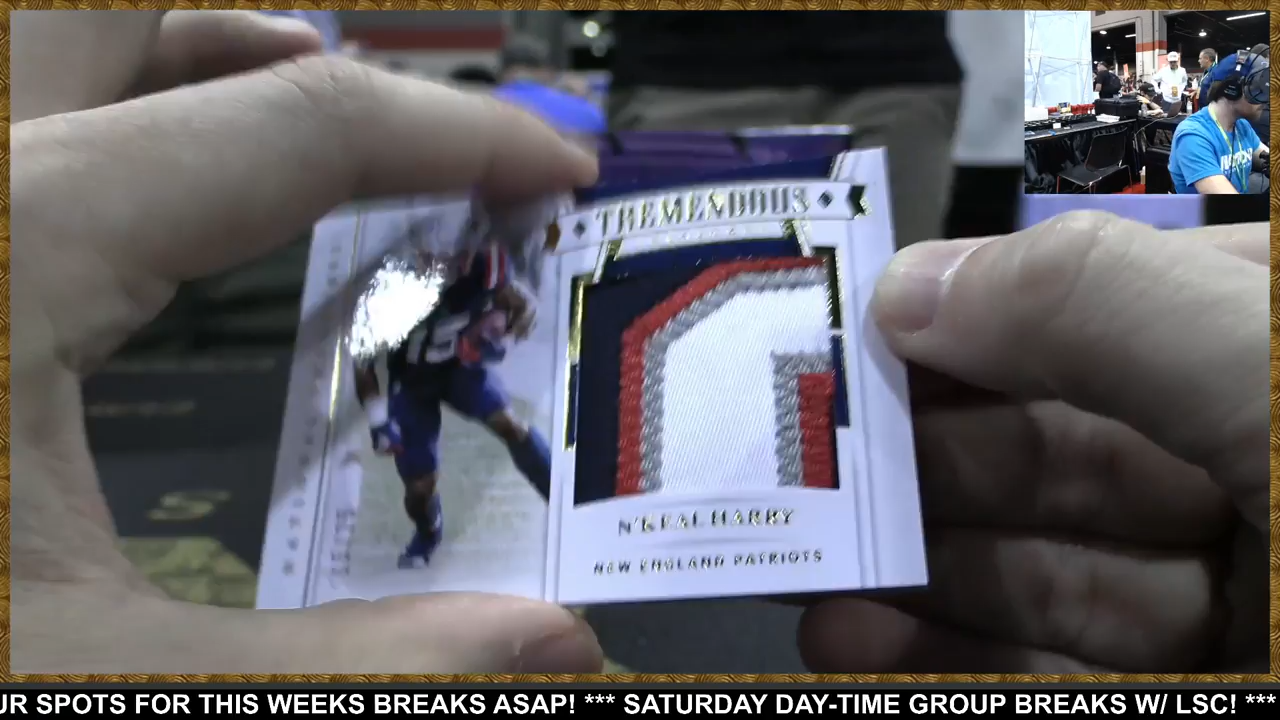 TREMENDOUS
15
N'KEAL HARRY
NEW ENGLAND PATRIOTS
UR SPOTS FOR THIS WEEKS BREAKS ASAP! *** SATURDAY DAY-TIME GROUP BREAKS W/ LSC! ***